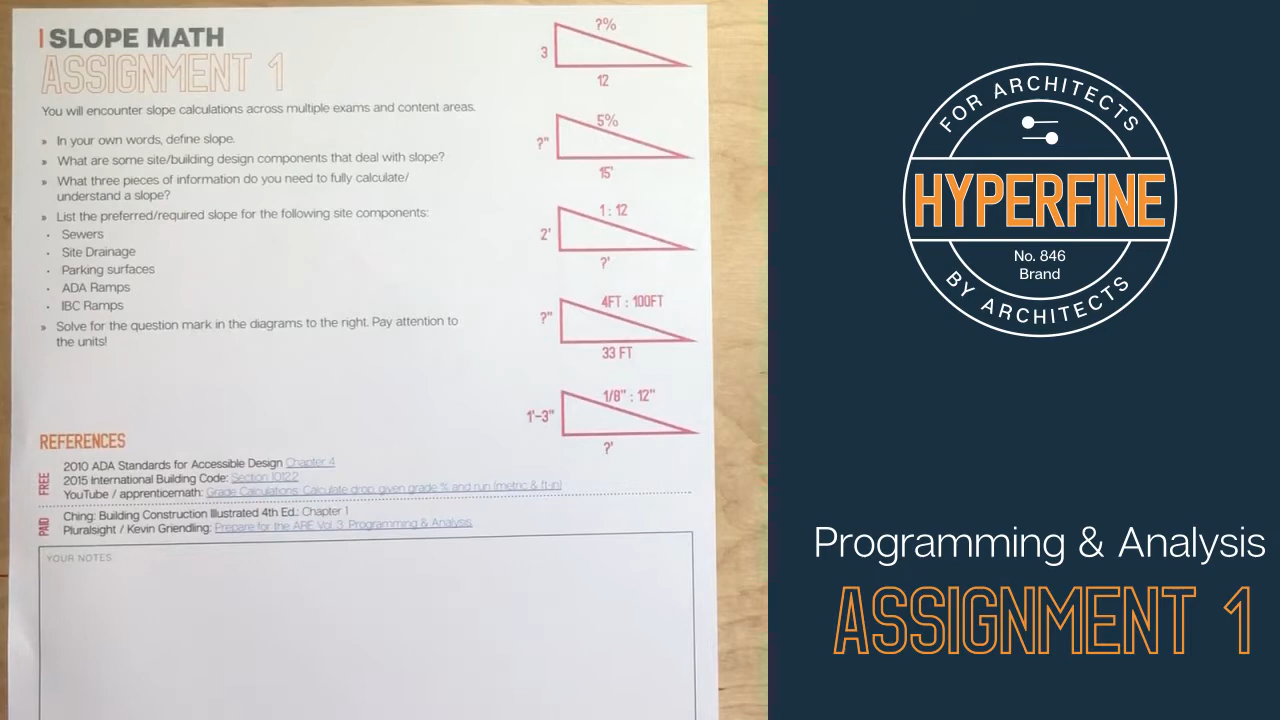 SLOPE MATH
ASSIGNMENT 1
You will encounter slope calculations across multiple exams and content areas.
» In your own words, define slope.
» What are some site/building design components that deal with slope?
» What three pieces of information do you need to fully calculate/
understand a slope?
» List the preferred/required slope for the following site components:
· Sewers
· Site Drainage
· Parking surfaces
· ADA Ramps
· IBC Ramps
» Solve for the question mark in the diagrams to the right. Pay attention to
the units!
?%
3
12
5%
?"
15'
1 : 12
2'
?'
4FT : 100FT
?"
33 FT
1/8" : 12"
1'-3"
?'
REFERENCES
FREE
2010 ADA Standards for Accessible Design Chapter 4
2015 International Building Code: Section 1012.2
YouTube / apprenticemath: Grade Calculations: Calculate drop, given grade % and run (metric & ft-in)
PAID
Ching: Building Construction Illustrated 4th Ed.: Chapter 1
Pluralsight / Kevin Griendling: Prepare for the ARE Vol. 3: Programming & Analysis
YOUR NOTES
FOR ARCHITECTS
HYPERFINE
No. 846
Brand
BY ARCHITECTS
Programming & Analysis
ASSIGNMENT 1